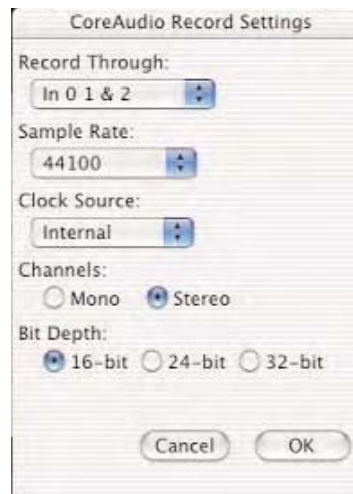 CoreAudio Record Settings
Record Through:
In 0 1 & 2
Sample Rate:
44100
Clock Source:
Internal
Channels:
Mono Stereo
Bit Depth:
16-bit 24-bit 32-bit
Cancel OK